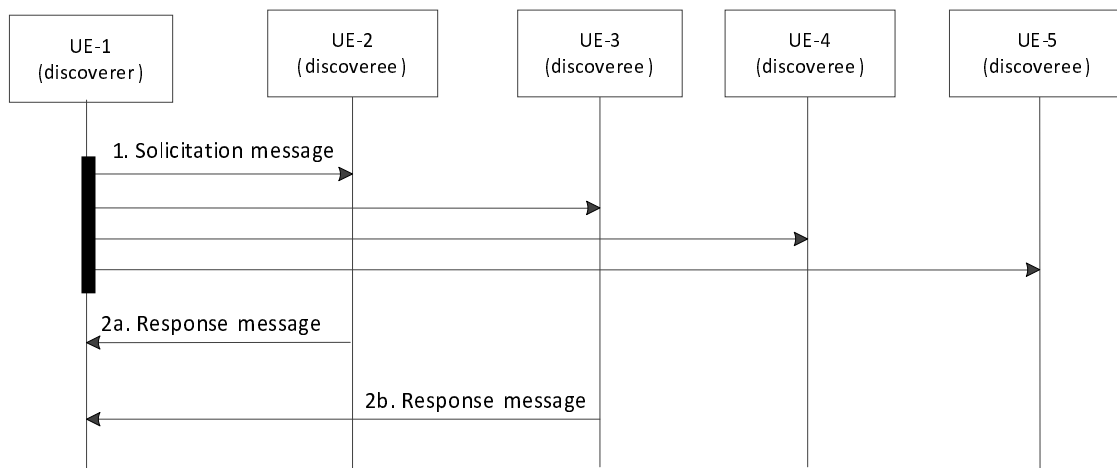 UE-1
(discoverer)
UE-2
(discoveree)
UE-3
(discoveree)
UE-4
(discoveree)
UE-5
(discoveree)
1. Solicitation message
2a. Response message
2b. Response message